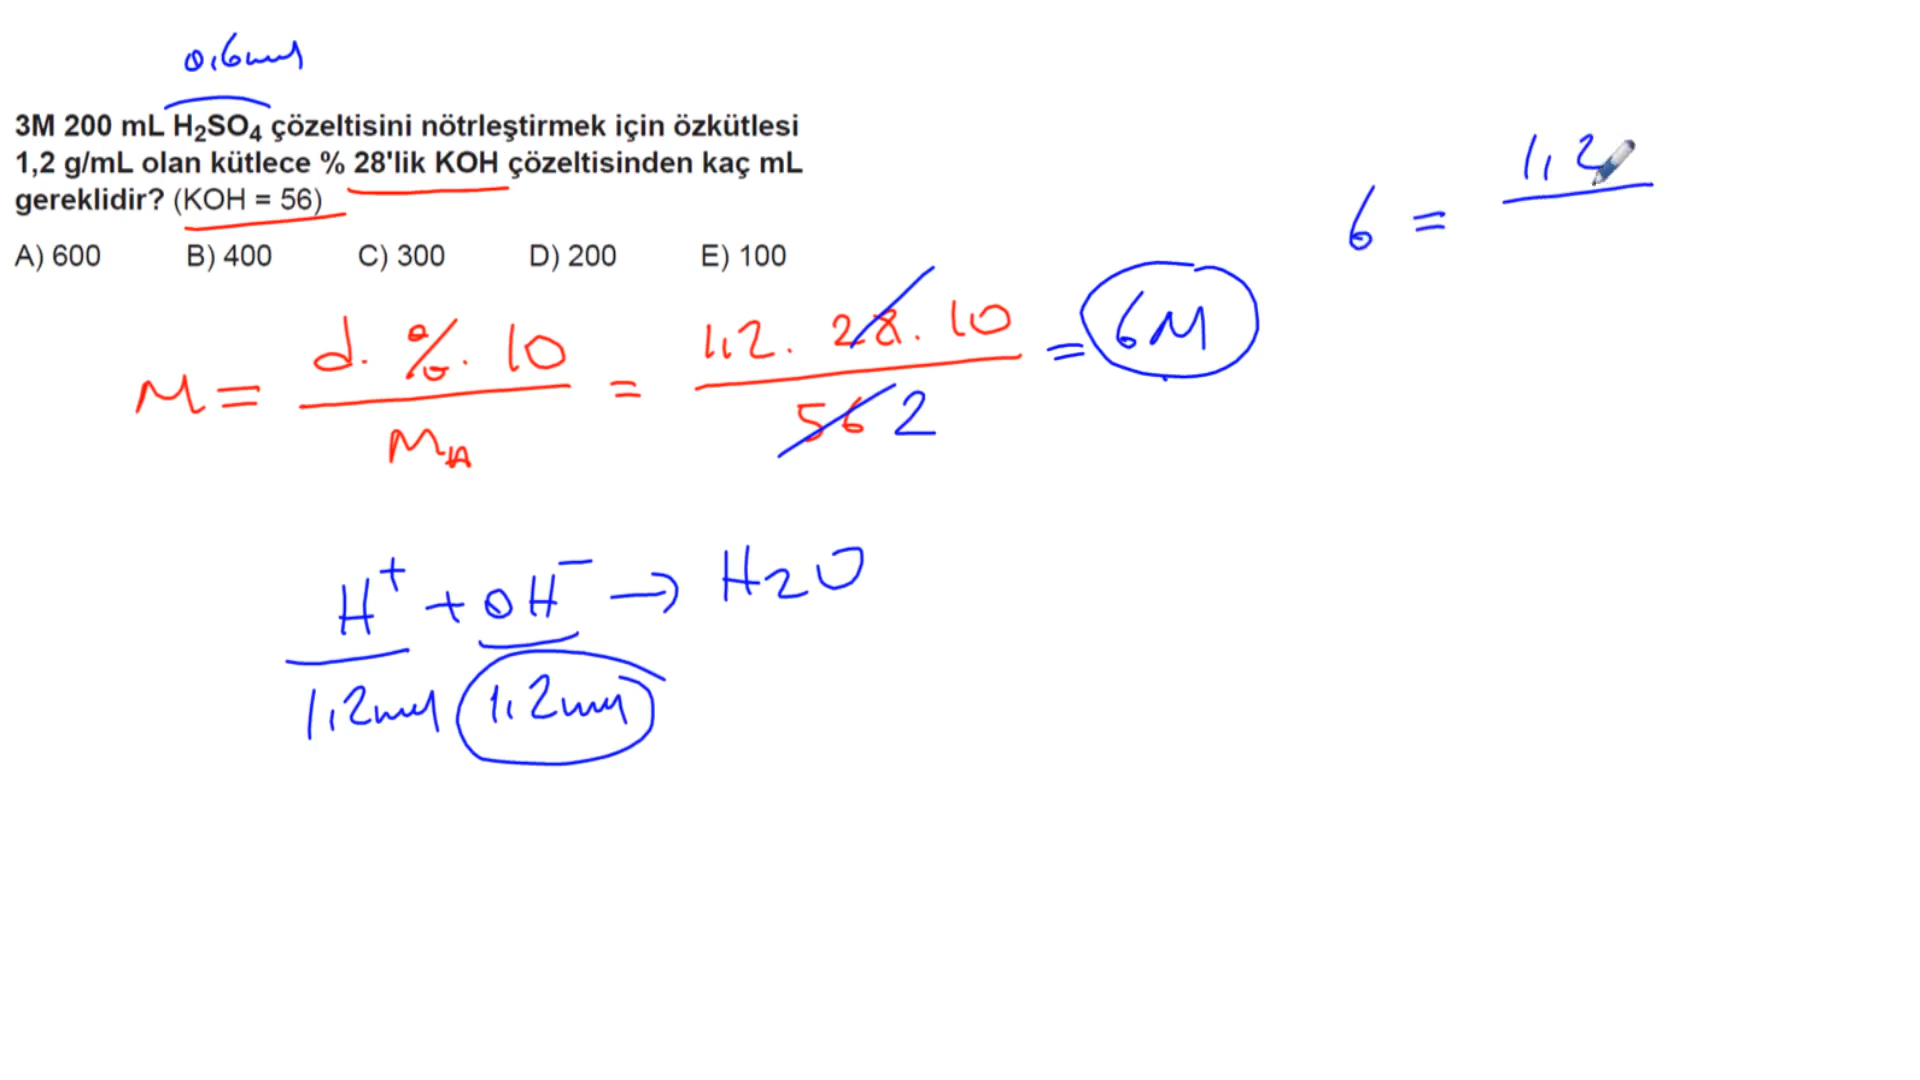 0,6mol
3M 200 mL H₂SO₄ çözeltisini nötrleştirmek için özkütlesi
1,2 g/mL olan kütlece % 28'lik KOH çözeltisinden kaç mL
gereklidir? (KOH = 56)
A) 600 B) 400 C) 300 D) 200 E) 100
6 = 1,2
M = d. %. 10 / MA = 1,2. 28. 10 / 56 2 = 6M
H⁺ + OH⁻ → H2O
1,2mol 1,2mol